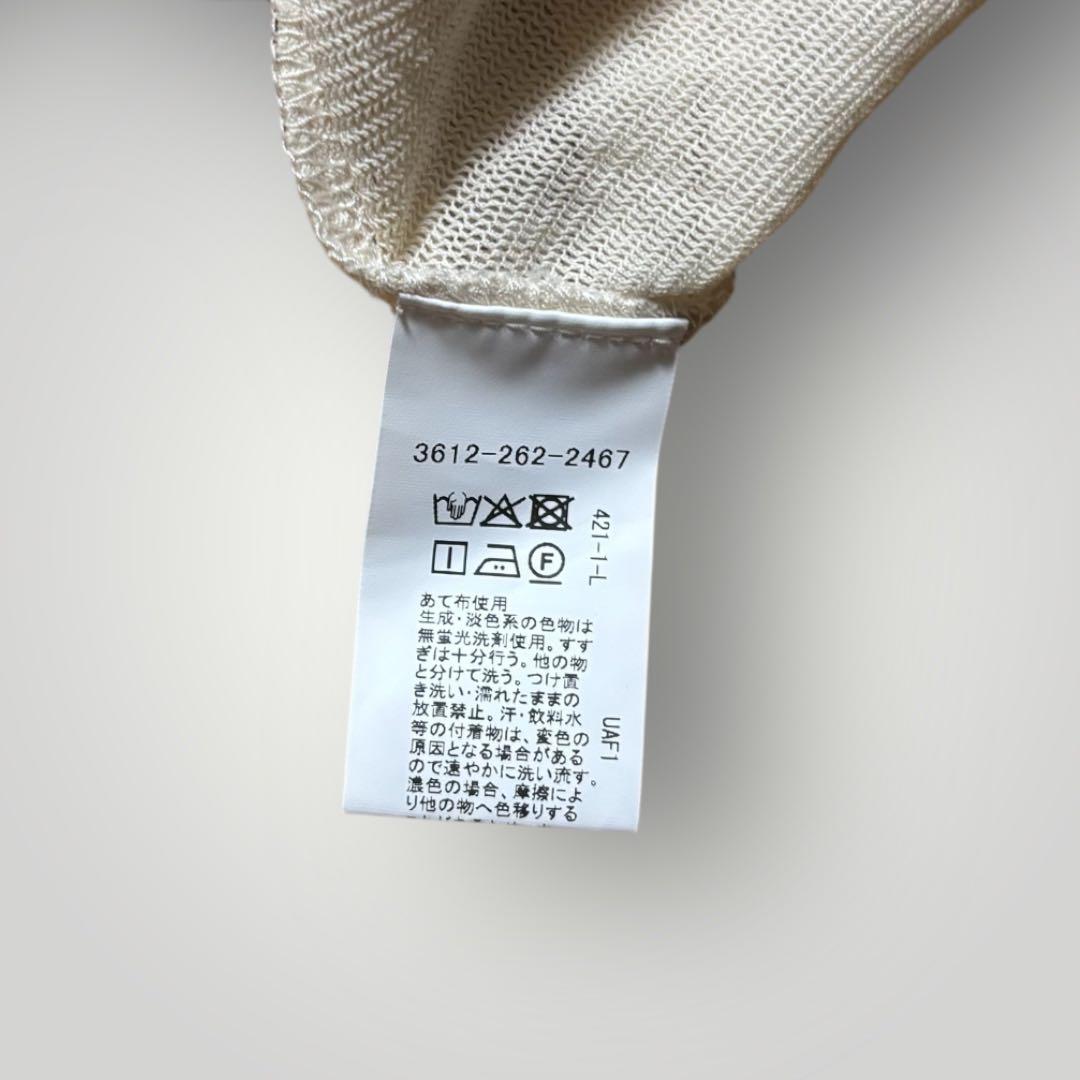 3612-262-2467
421-1-L
F
あて布使用
生成・淡色系の色物は
無蛍光洗剤使用。すす
ぎは十分行う。他の物
と分けて洗う。つけ置
き洗い・濡れたままの
放置禁止。汗・飲料水
等の付着物は、変色の
原因となる場合がある
ので速やかに洗い流す。
濃色の場合、摩擦によ
り他の物へ色移りする
UAF1